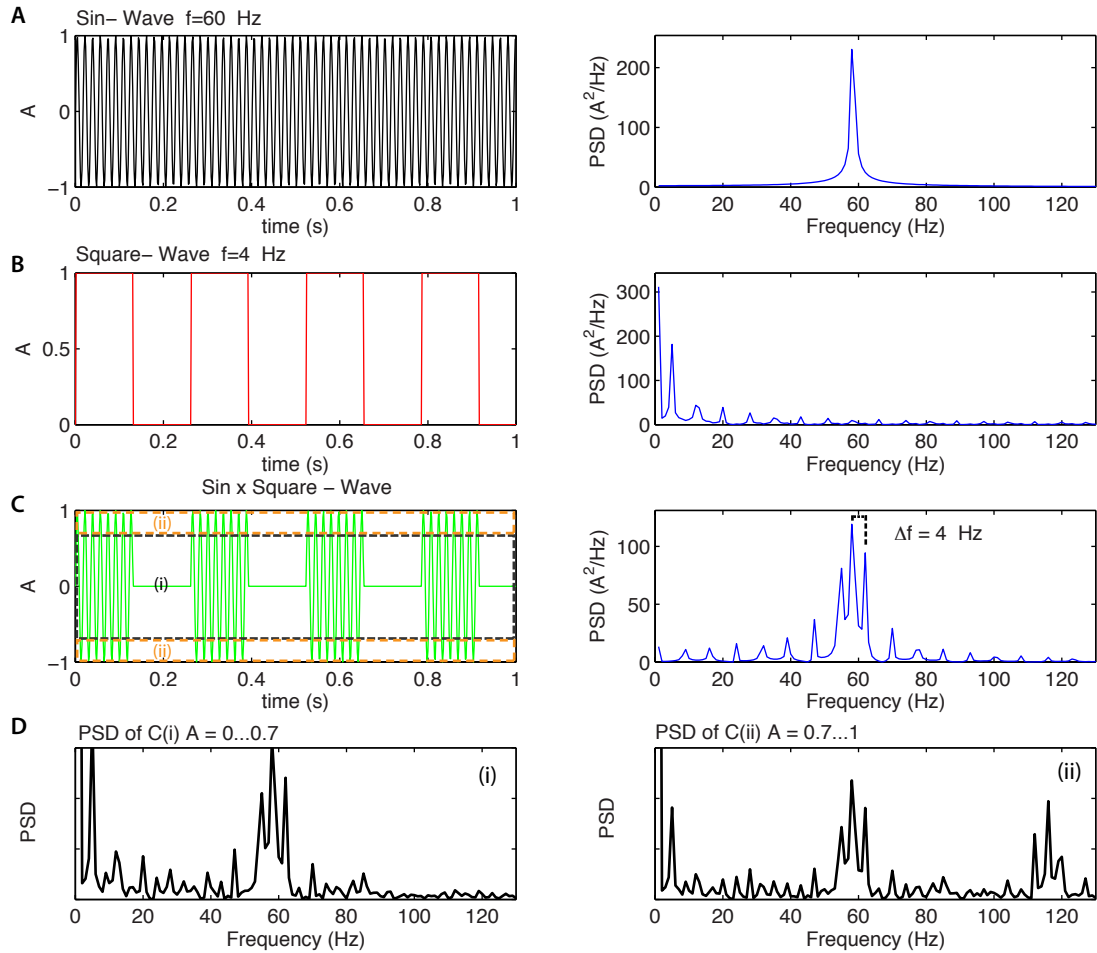 A
Sin– Wave f=60 Hz
1
0
−1
A
0 0.2 0.4 0.6 0.8 1
time (s)
200
100
0
PSD (A^2/Hz)
0 20 40 60 80 100 120
Frequency (Hz)
B
Square– Wave f=4 Hz
1
0.5
0
A
0 0.2 0.4 0.6 0.8 1
time (s)
300
200
100
0
PSD (A^2/Hz)
0 20 40 60 80 100 120
Frequency (Hz)
C
Sin x Square – Wave
1
0
−1
A
(ii)
(i)
(ii)
0 0.2 0.4 0.6 0.8 1
time (s)
100
50
0
PSD (A^2/Hz)
Δf = 4 Hz
0 20 40 60 80 100 120
Frequency (Hz)
D
PSD of C(i) A = 0...0.7
(i)
PSD
0 20 40 60 80 100 120
Frequency (Hz)
PSD of C(ii) A = 0.7...1
(ii)
PSD
0 20 40 60 80 100 120
Frequency (Hz)